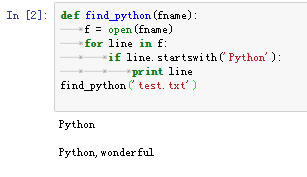 In [2]:
def find_python(fname):
    f = open(fname)
    for line in f:
        if line.startswith('Python'):
            print line
find_python('test.txt')
Python
Python,wonderful